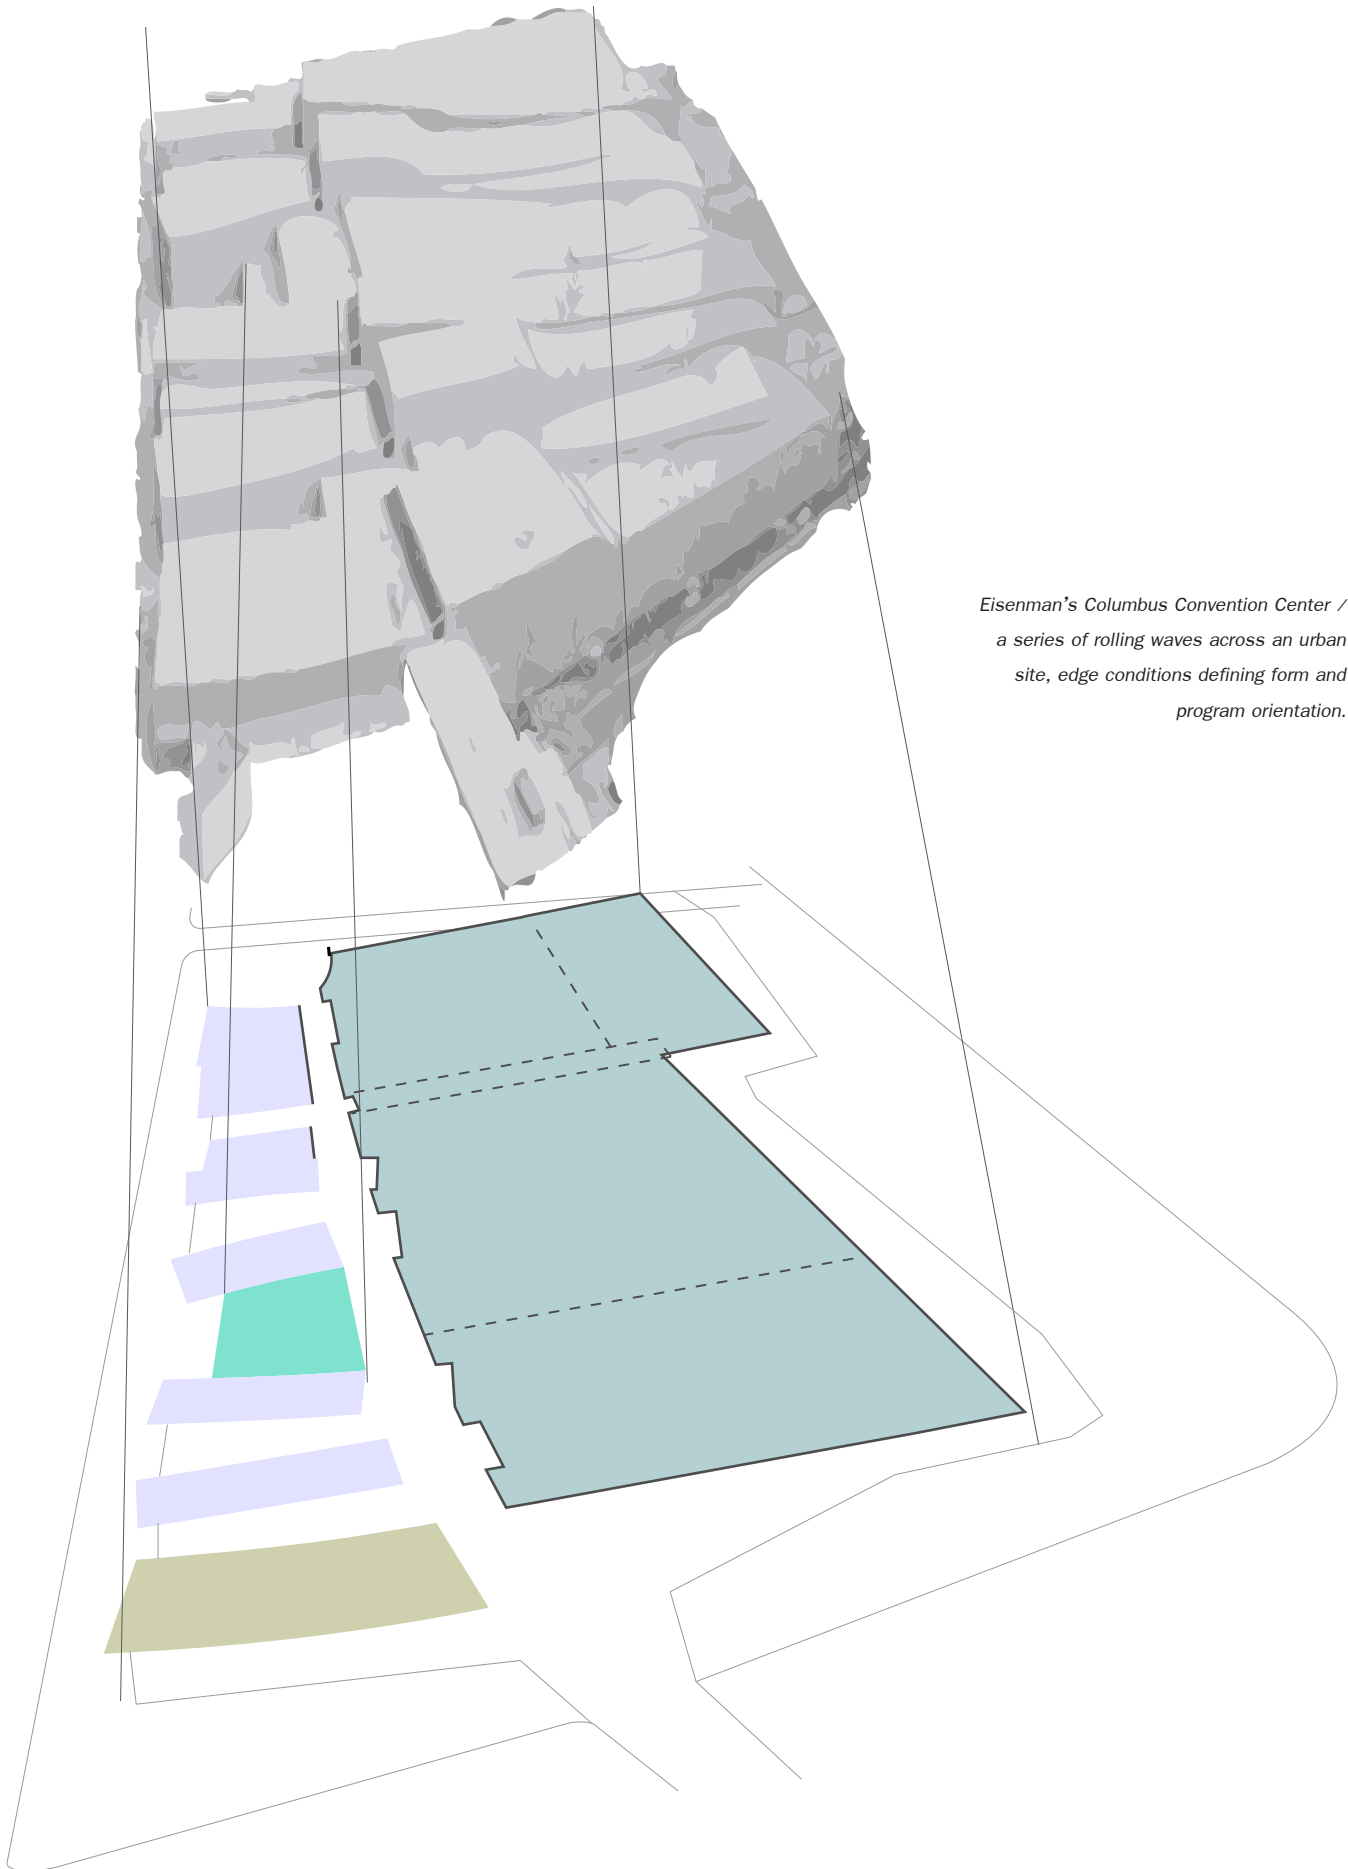 Eisenman’s Columbus Convention Center /
a series of rolling waves across an urban
site, edge conditions defining form and
program orientation.